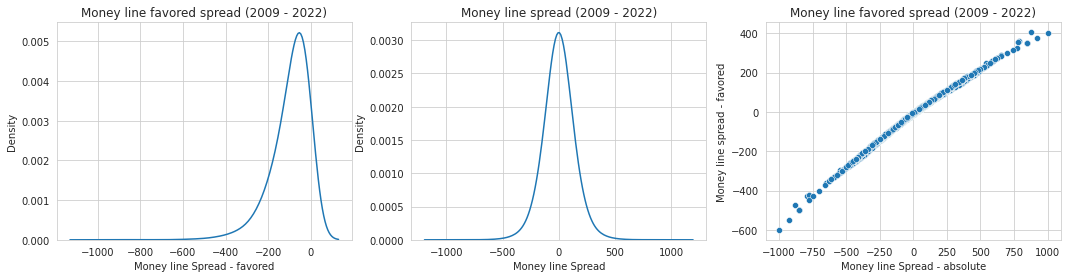 Money line favored spread (2009 - 2022)
Density
0.005
0.004
0.003
0.002
0.001
0.000
−1000 −800 −600 −400 −200 0
Money line Spread - favored
Money line spread (2009 - 2022)
Density
0.0030
0.0025
0.0020
0.0015
0.0010
0.0005
0.0000
−1000 −500 0 500 1000
Money line Spread
Money line favored spread (2009 - 2022)
Money line spread - favored
400
200
0
−200
−400
−600
−1000 −750 −500 −250 0 250 500 750 1000
Money line Spread - absolute